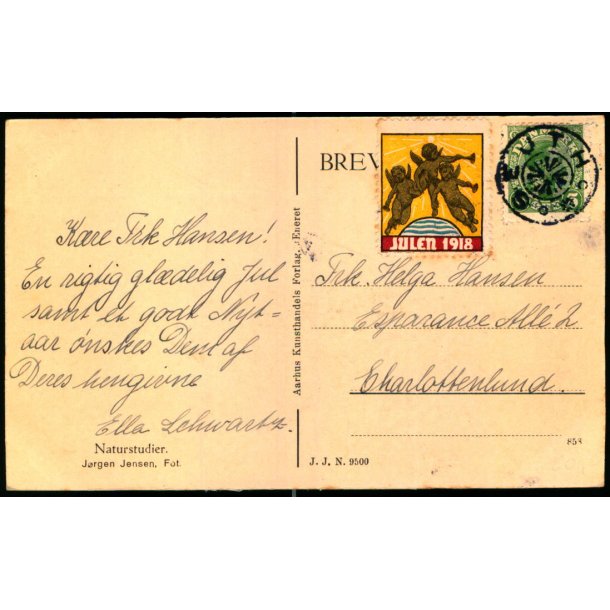 BREV
JULEN 1918
Kære Frk Hansen!
En rigtig glædelig Jul
samt et godt Nyt=
aar ønskes Dem af
Deres hengivne
Ella Schwartz.
Naturstudier.
Jørgen Jensen, Fot.
Aarhus Kunsthandels Forlag. Eneret
Frk. Helga Hansen
Esparance Allé 2
Charlottenlund.
853
J. J. N. 9500